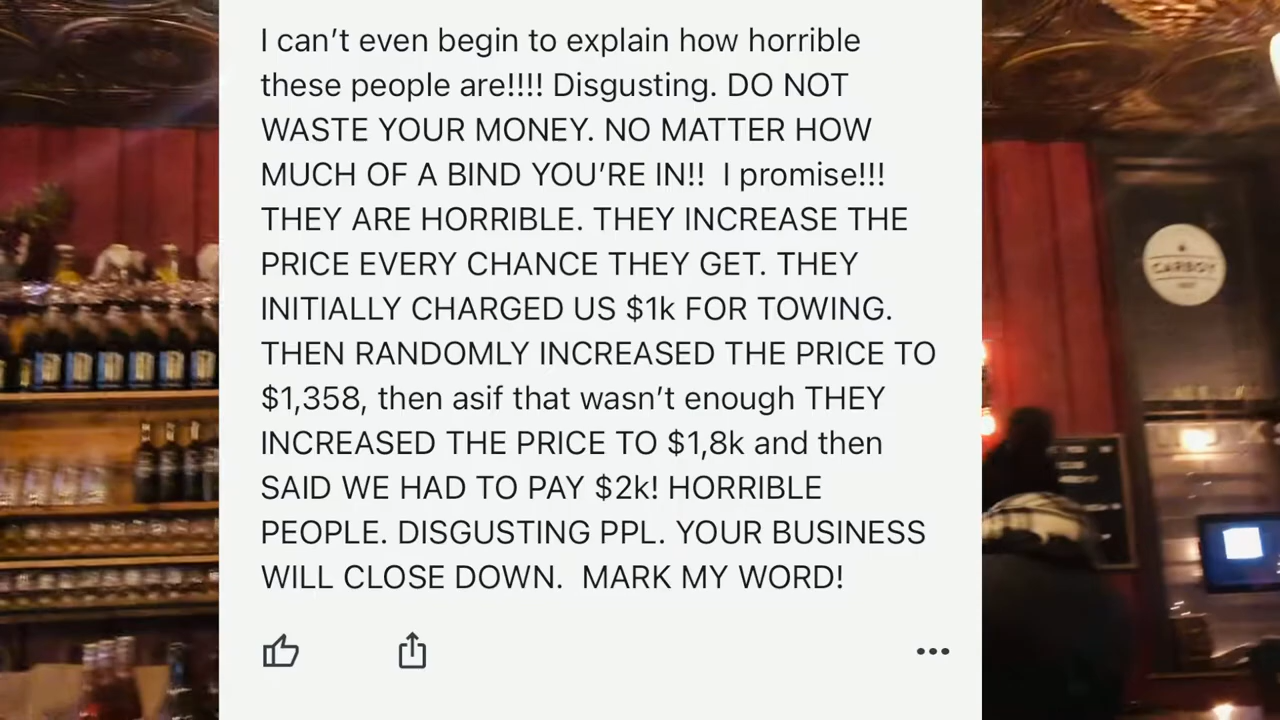 I can’t even begin to explain how horrible
these people are!!!! Disgusting. DO NOT
WASTE YOUR MONEY. NO MATTER HOW
MUCH OF A BIND YOU’RE IN!!  I promise!!!
THEY ARE HORRIBLE. THEY INCREASE THE
PRICE EVERY CHANCE THEY GET. THEY
INITIALLY CHARGED US $1k FOR TOWING.
THEN RANDOMLY INCREASED THE PRICE TO
$1,358, then asif that wasn’t enough THEY
INCREASED THE PRICE TO $1,8k and then
SAID WE HAD TO PAY $2k! HORRIBLE
PEOPLE. DISGUSTING PPL. YOUR BUSINESS
WILL CLOSE DOWN.  MARK MY WORD!
CARBOY